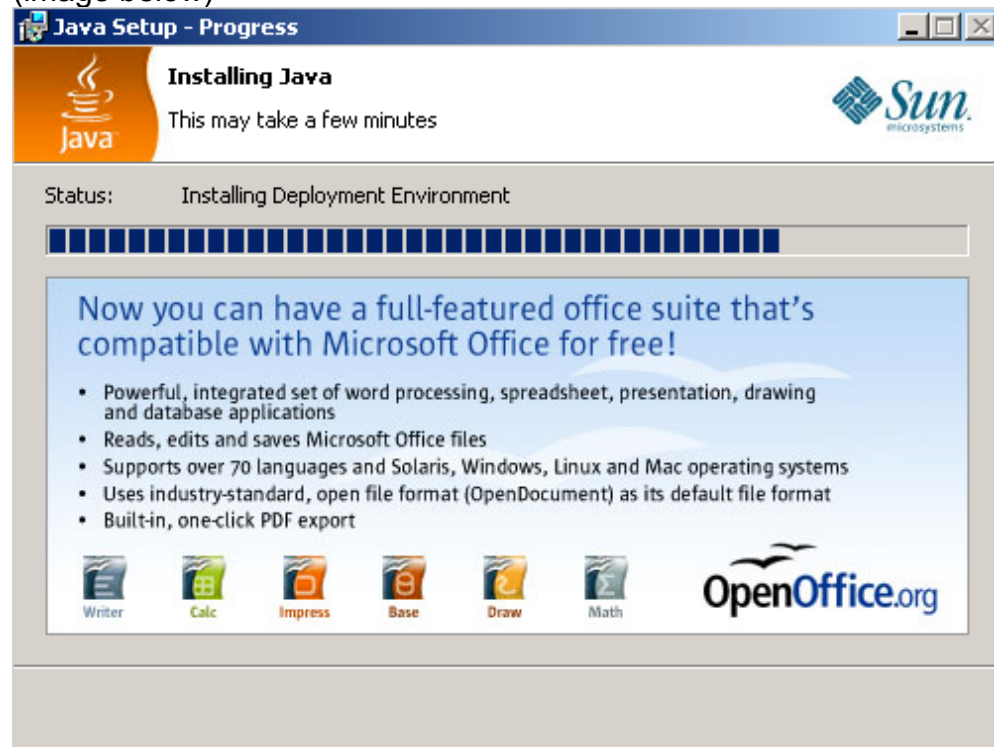 (image below)
Java Setup - Progress
Installing Java
This may take a few minutes
Java
Sun
microsystems
Status: Installing Deployment Environment
Now you can have a full-featured office suite that's
compatible with Microsoft Office for free!
• Powerful, integrated set of word processing, spreadsheet, presentation, drawing
and database applications
• Reads, edits and saves Microsoft Office files
• Supports over 70 languages and Solaris, Windows, Linux and Mac operating systems
• Uses industry-standard, open file format (OpenDocument) as its default file format
• Built-in, one-click PDF export
Writer Calc Impress Base Draw Math
OpenOffice.org